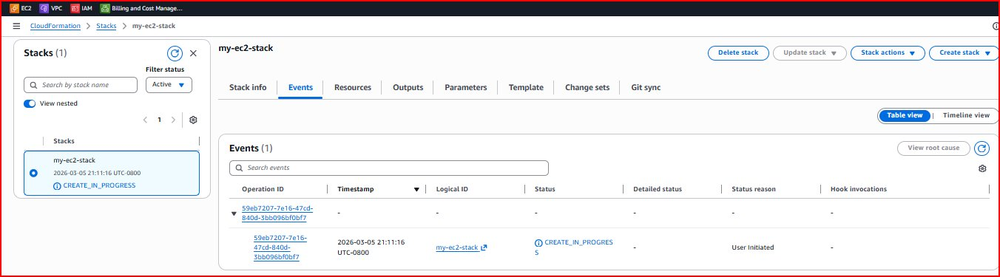 EC2 VPC IAM Billing and Cost Manage...
CloudFormation Stacks my-ec2-stack
Stacks (1)
Filter status
Search by stack name
Active
View nested
1
Stacks
my-ec2-stack
2026-03-05 21:11:16 UTC-0800
CREATE_IN_PROGRESS
my-ec2-stack
Delete stack Update stack Stack actions Create stack
Stack info Events Resources Outputs Parameters Template Change sets Git sync
Table view Timeline view
Events (1)
View root cause
Search events
Operation ID Timestamp Logical ID Status Detailed status Status reason Hook invocations
59eb7207-7e16-47cd-
840d-3bb096bf0bf7
- - - - - -
59eb7207-7e16-
47cd-840d-
3bb096bf0bf7
2026-03-05 21:11:16
UTC-0800
my-ec2-stack
CREATE_IN_PROGRES
S
-
User Initiated
-